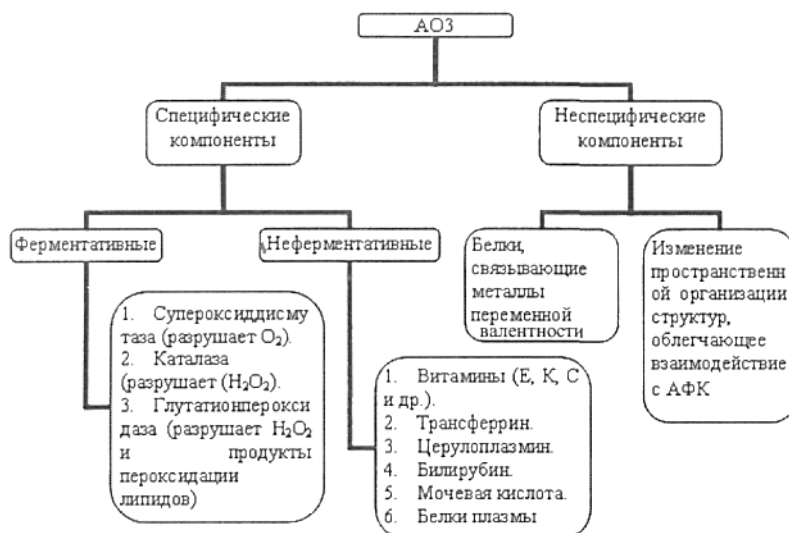 АОЗ
Специфические
компоненты
Неспецифические
компоненты
Ферментативные
Неферментативные
Белки,
связывающие
металлы
переменной
валентности
Изменение
пространственн
ой организации
структур,
облегчающее
взаимодействие
с АФК
1. Супероксиддисму
таза (разрушает O₂).
2. Каталаза
(разрушает (H₂O₂).
3. Глутатионперокси
даза (разрушает H₂O₂
и продукты
пероксидации
липидов)
1. Витамины (Е, К, С
и др.).
2. Трансферрин.
3. Церулоплазмин.
4. Билирубин.
5. Мочевая кислота.
6. Белки плазмы